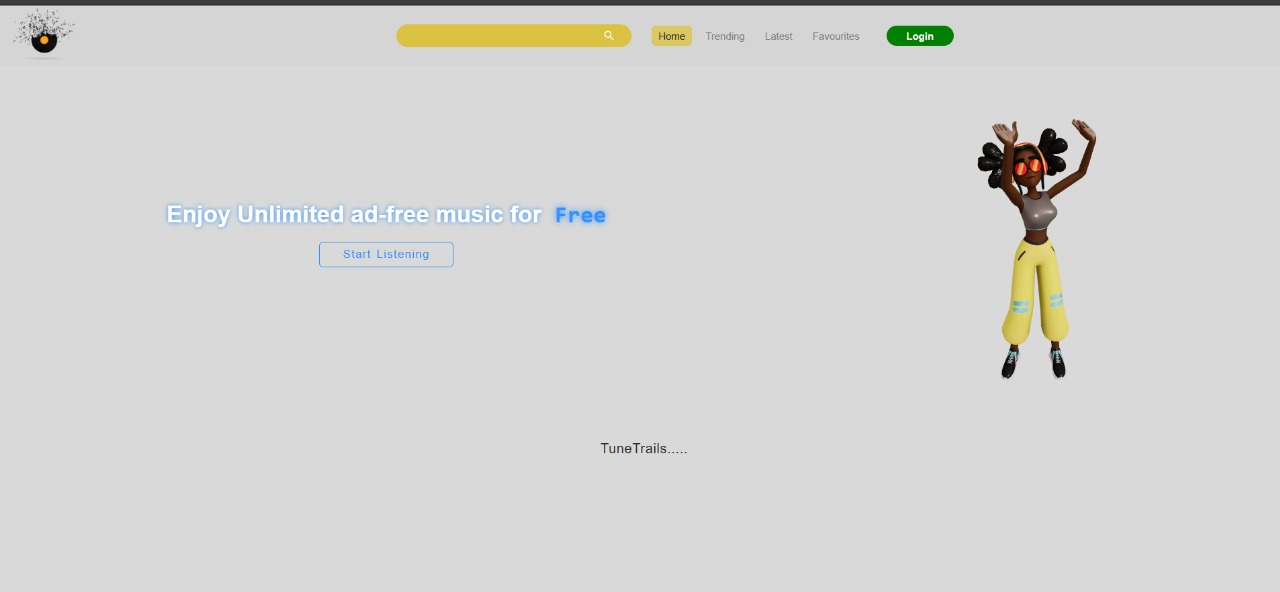 Home
Trending
Latest
Favourites
Login
Enjoy Unlimited ad-free music for Free
Start Listening
TuneTrails.....